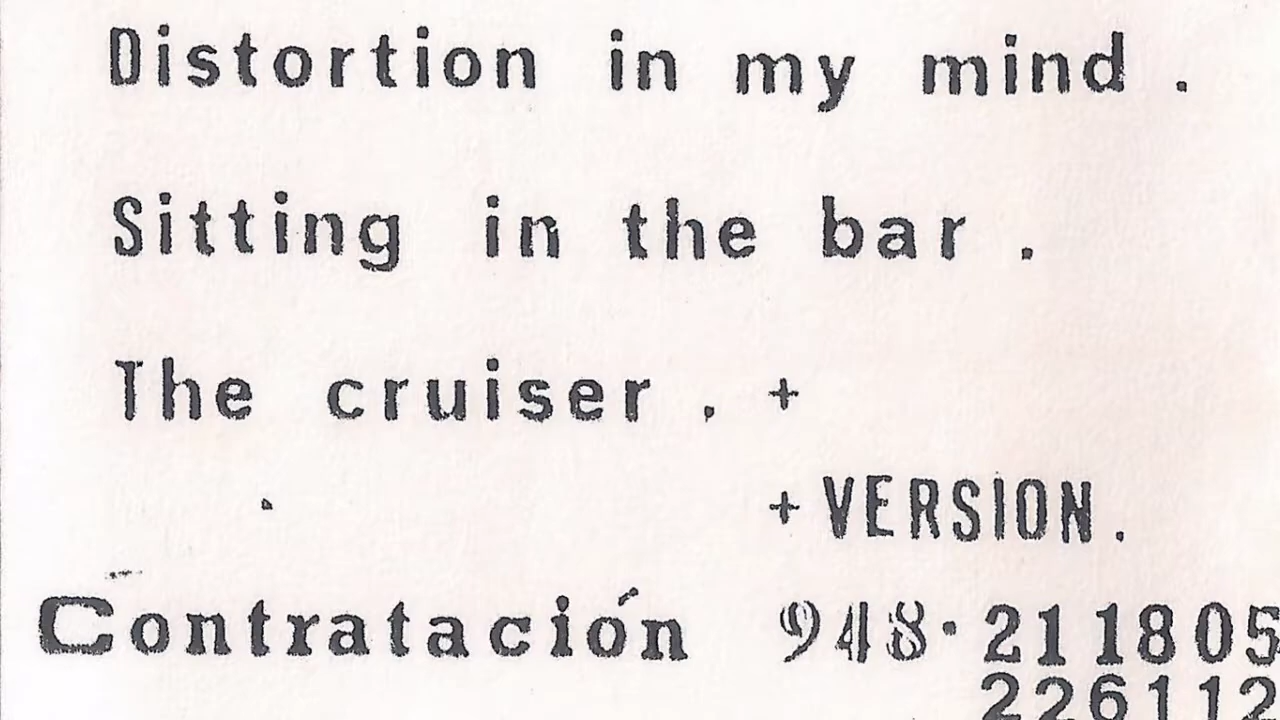 Distortion in my mind .
Sitting in the bar .
The cruiser . +
+ VERSION.
Contratación 948·211805
226112